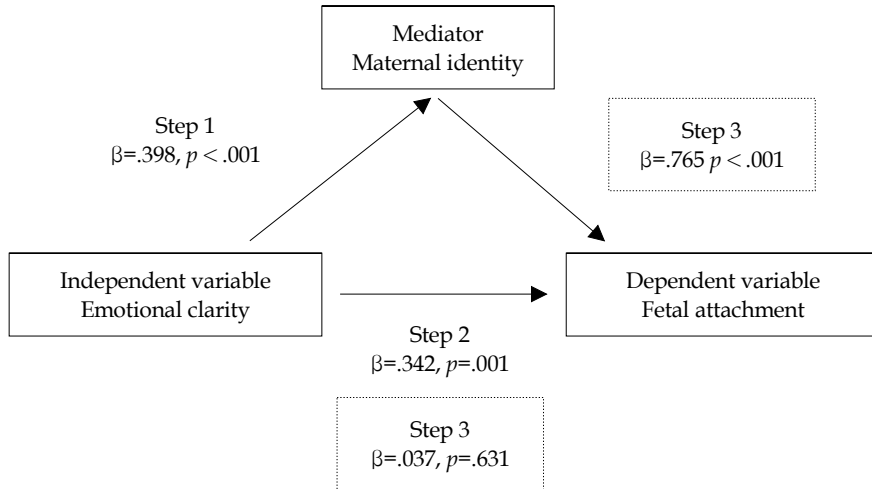 Mediator
Maternal identity
Step 1
β=.398, p < .001
Step 3
β=.765 p < .001
Independent variable
Emotional clarity
Dependent variable
Fetal attachment
Step 2
β=.342, p=.001
Step 3
β=.037, p=.631